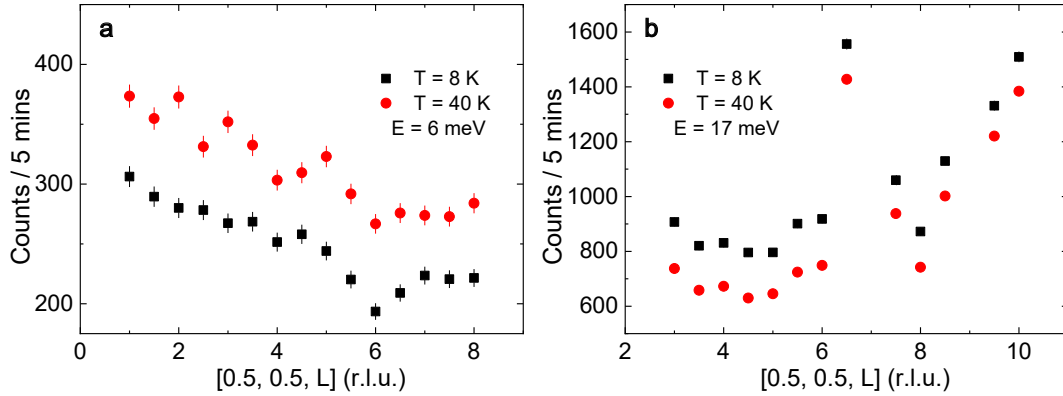 a
400
300
200
Counts / 5 mins
T = 8 K
T = 40 K
E = 6 meV
0 2 4 6 8
[0.5, 0.5, L] (r.l.u.)
b
1600
1400
1200
1000
800
600
Counts / 5 mins
T = 8 K
T = 40 K
E = 17 meV
2 4 6 8 10
[0.5, 0.5, L] (r.l.u.)